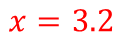 x = 3.2